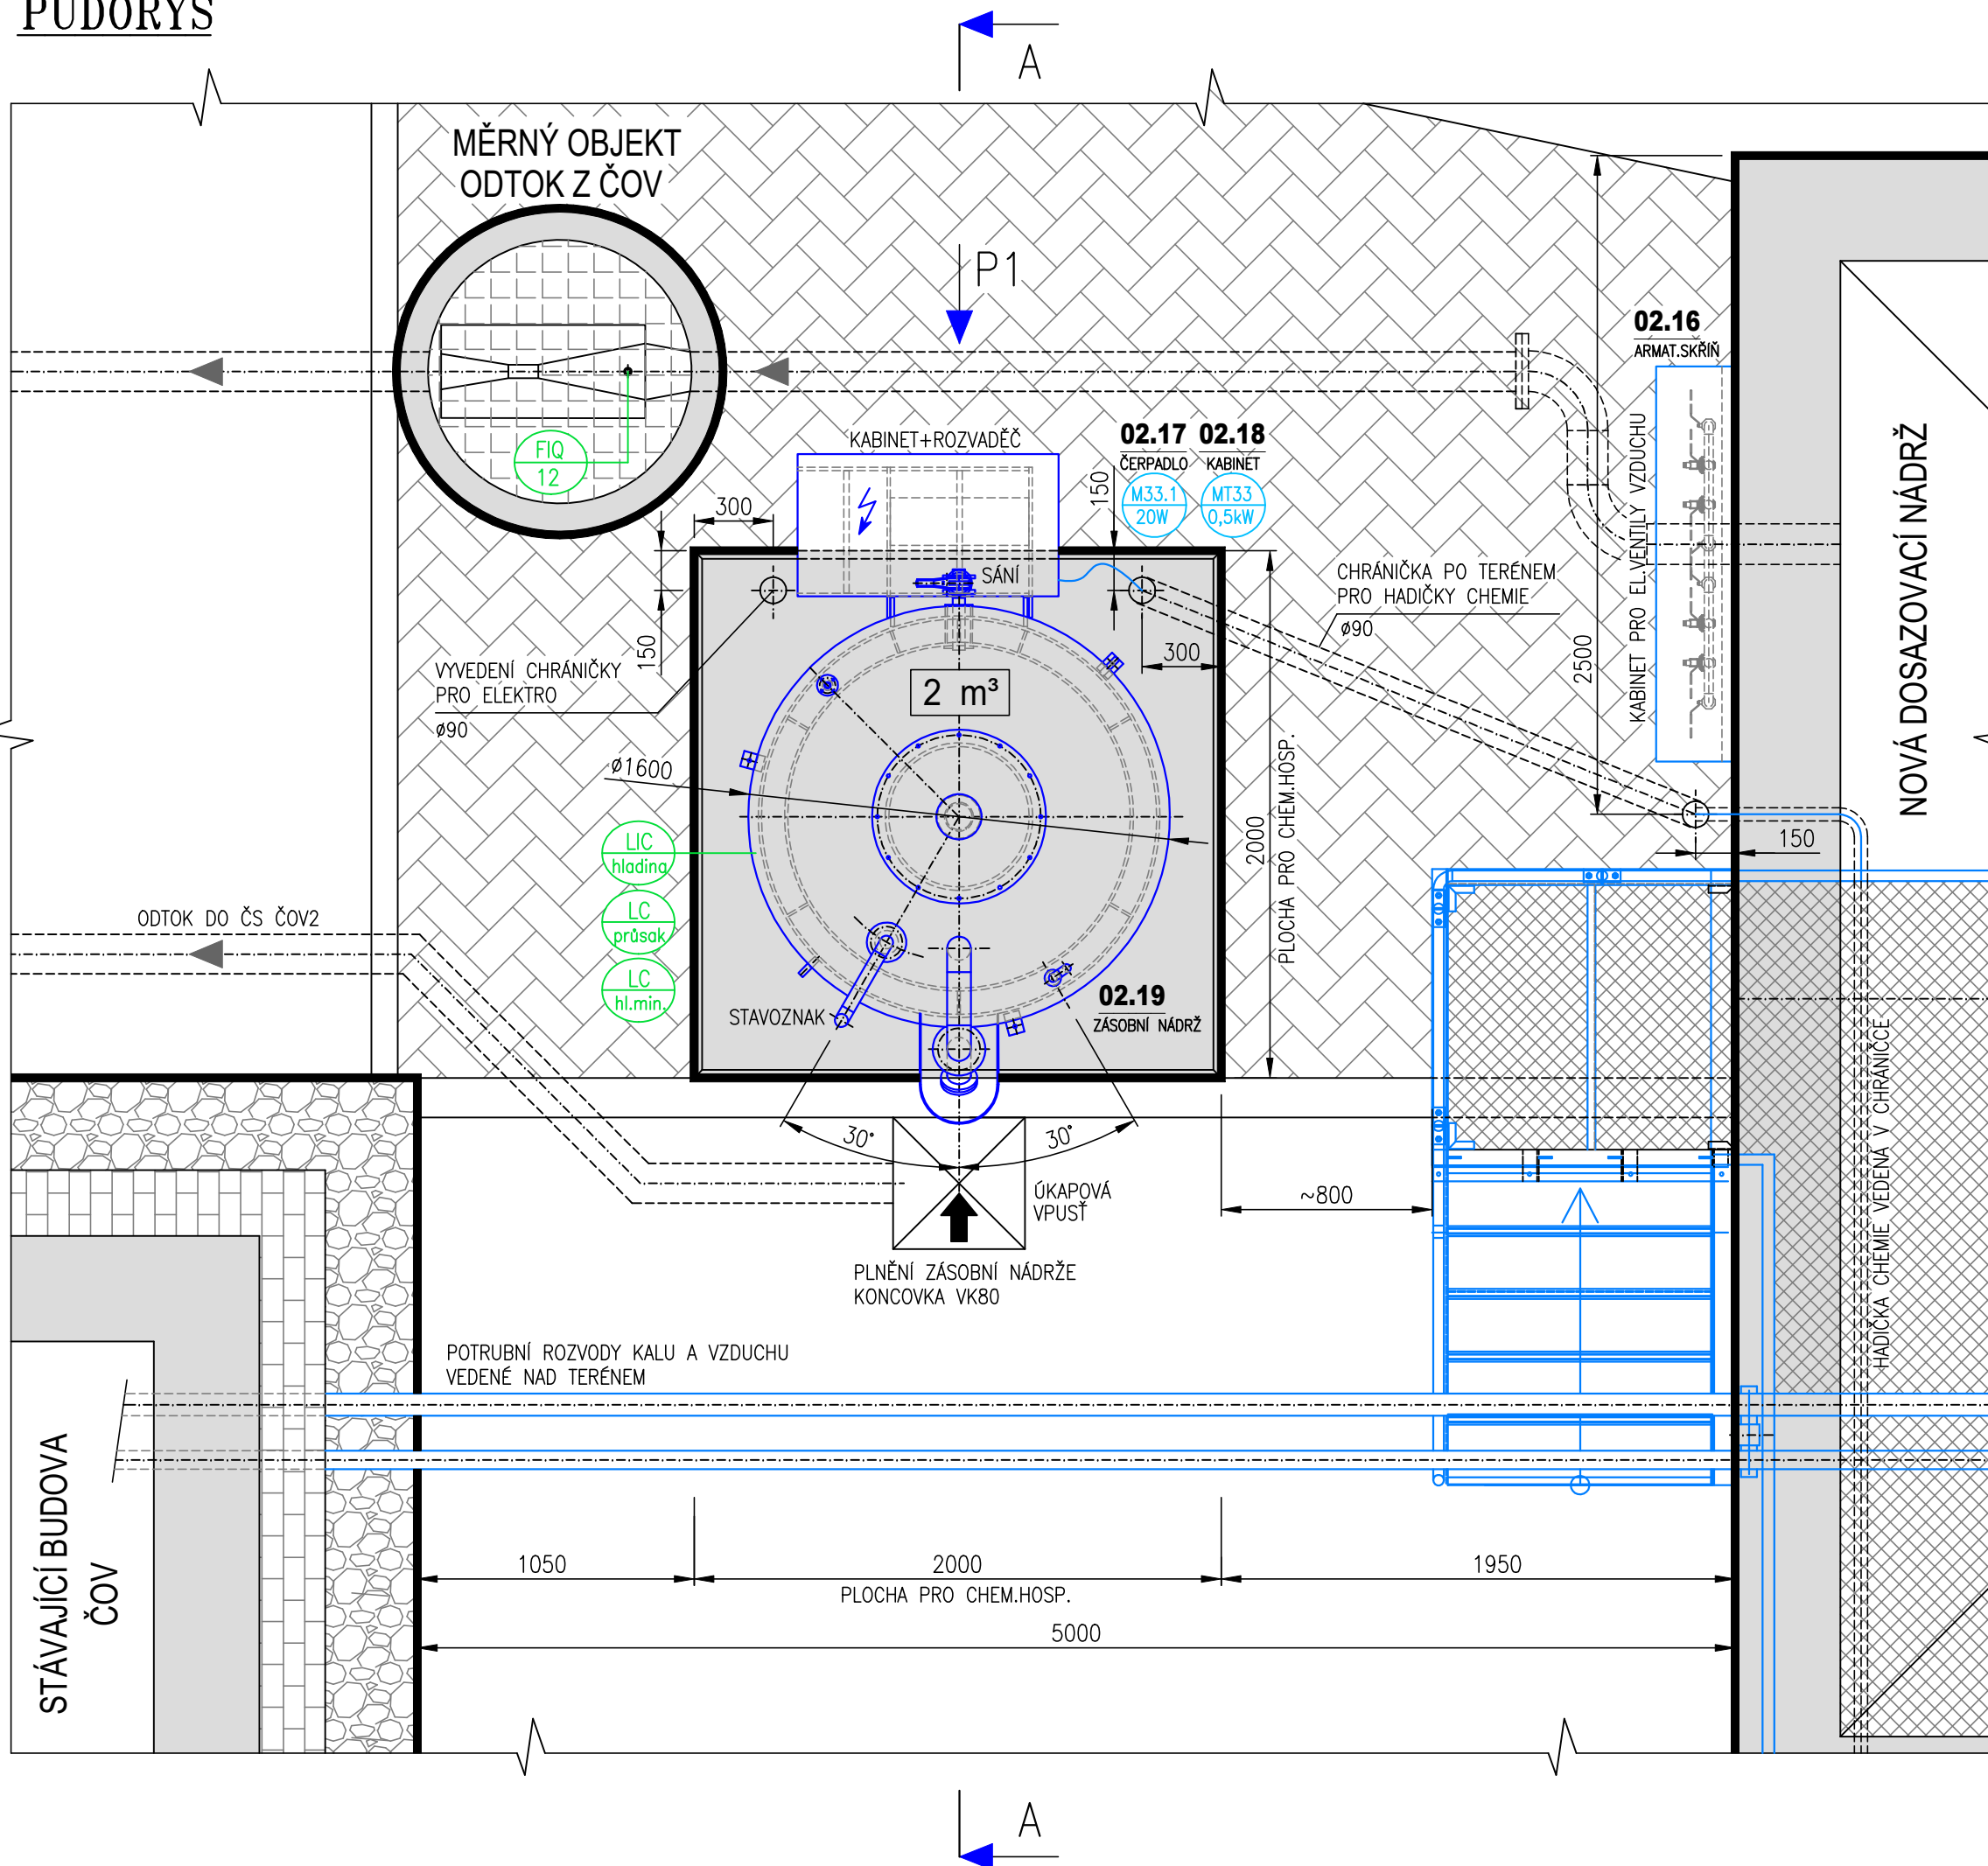 PŮDORYS
A
MĚRNÝ OBJEKT
ODTOK Z ČOV
P1
02.16
ARMAT.SKŘÍŇ
FIQ
12
KABINET+ROZVADĚČ
02.17
ČERPADLO
M33.1
20W
02.18
KABINET
MT33
0,5kW
300
150
150
SÁNÍ
300
CHRÁNIČKA PO TERÉNEM
PRO HADIČKY CHEMIE
ø90
2500
KABINET PRO EL.VENTILY VZDUCHU
NOVÁ DOSAZOVACÍ NÁDRŽ
VYVEDENÍ CHRÁNIČKY
PRO ELEKTRO
ø90
2 m³
ø1600
2000
PLOCHA PRO CHEM.HOSP.
150
LIC
hladina
LC
průsak
LC
hl.min.
ODTOK DO ČS ČOV2
STAVOZNAK
02.19
ZÁSOBNÍ NÁDRŽ
30°
30°
ÚKAPOVÁ
VPUSŤ
~800
PLNĚNÍ ZÁSOBNÍ NÁDRŽE
KONCOVKA VK80
HADIČKA CHEMIE VEDENÁ V CHRÁNIČCE
POTRUBNÍ ROZVODY KALU A VZDUCHU
VEDENÉ NAD TERÉNEM
STÁVAJÍCÍ BUDOVA
ČOV
1050
2000
1950
PLOCHA PRO CHEM.HOSP.
5000
A